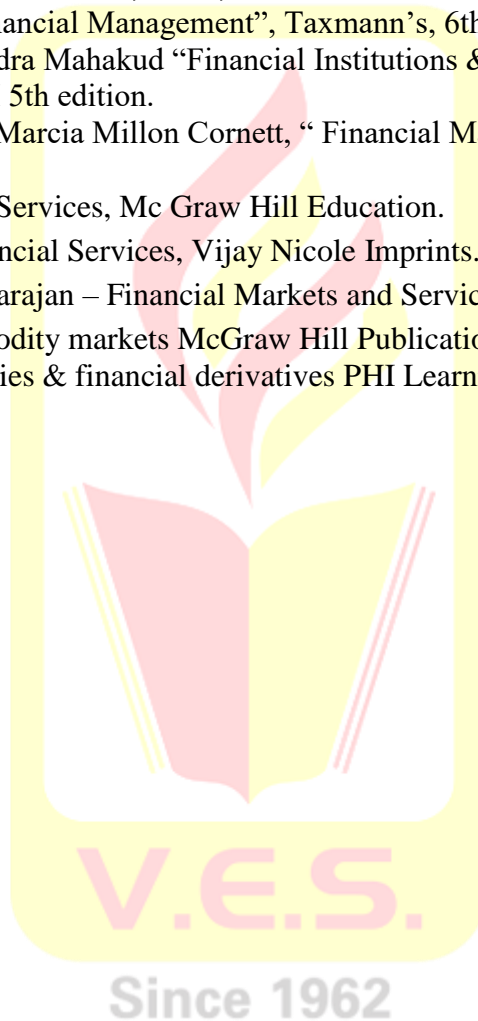 ancial Management”, Taxmann’s, 6th
dra Mahakud “Financial Institutions &
5th edition.
Marcia Millon Cornett, “ Financial M
Services, Mc Graw Hill Education.
ncial Services, Vijay Nicole Imprints.
arajan – Financial Markets and Servic
odity markets McGraw Hill Publicatio
ies & financial derivatives PHI Learn
V.E.S.
Since 1962